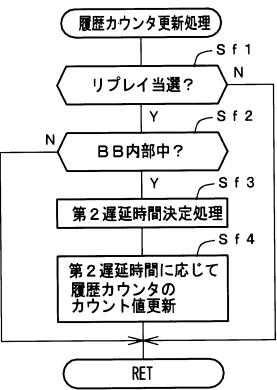 履歴カウンタ更新処理
Sf1
リプレイ当選?
N
Y
Sf2
N
BB内部中?
Y
Sf3
第2遅延時間決定処理
Sf4
第2遅延時間に応じて
履歴カウンタの
カウント値更新
RET